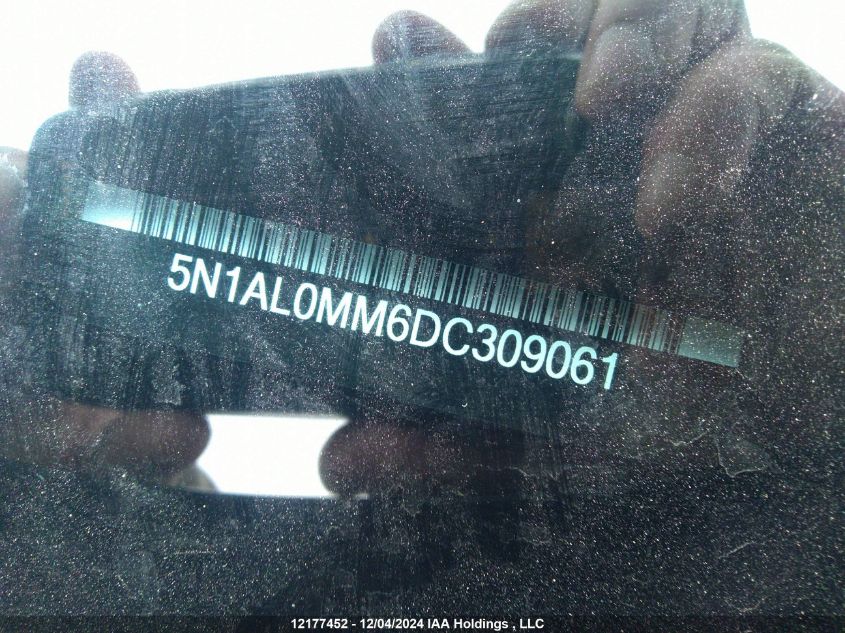 5N1AL0MM6DC309061
12177452 - 12/04/2024 IAA Holdings , LLC